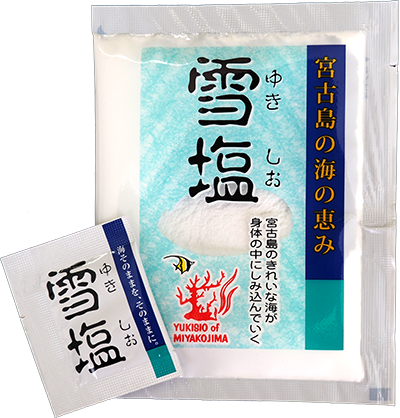 宮古島の海の恵み
雪塩
ゆき しお
宮古島のきれいな海が
身体の中にしみ込んでいく
YUKISIO of
MIYAKOJIMA
海そのままを、そのままに。
雪塩
ゆき しお